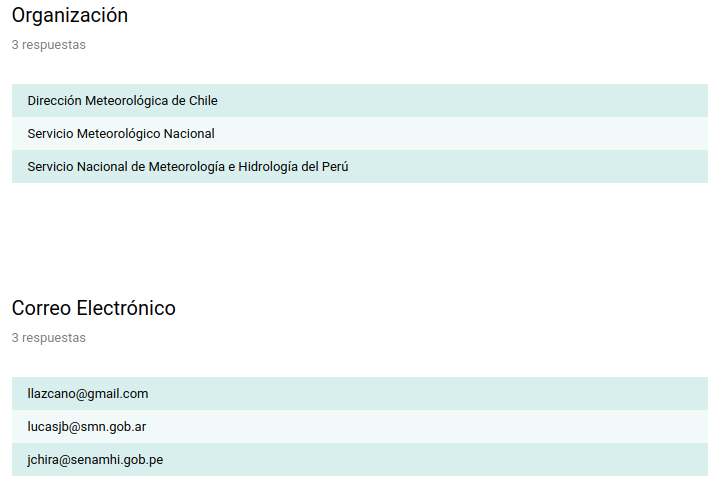 Organización
3 respuestas
Dirección Meteorológica de Chile
Servicio Meteorológico Nacional
Servicio Nacional de Meteorología e Hidrología del Perú
Correo Electrónico
3 respuestas
llazcano@gmail.com
lucasjb@smn.gob.ar
jchira@senamhi.gob.pe